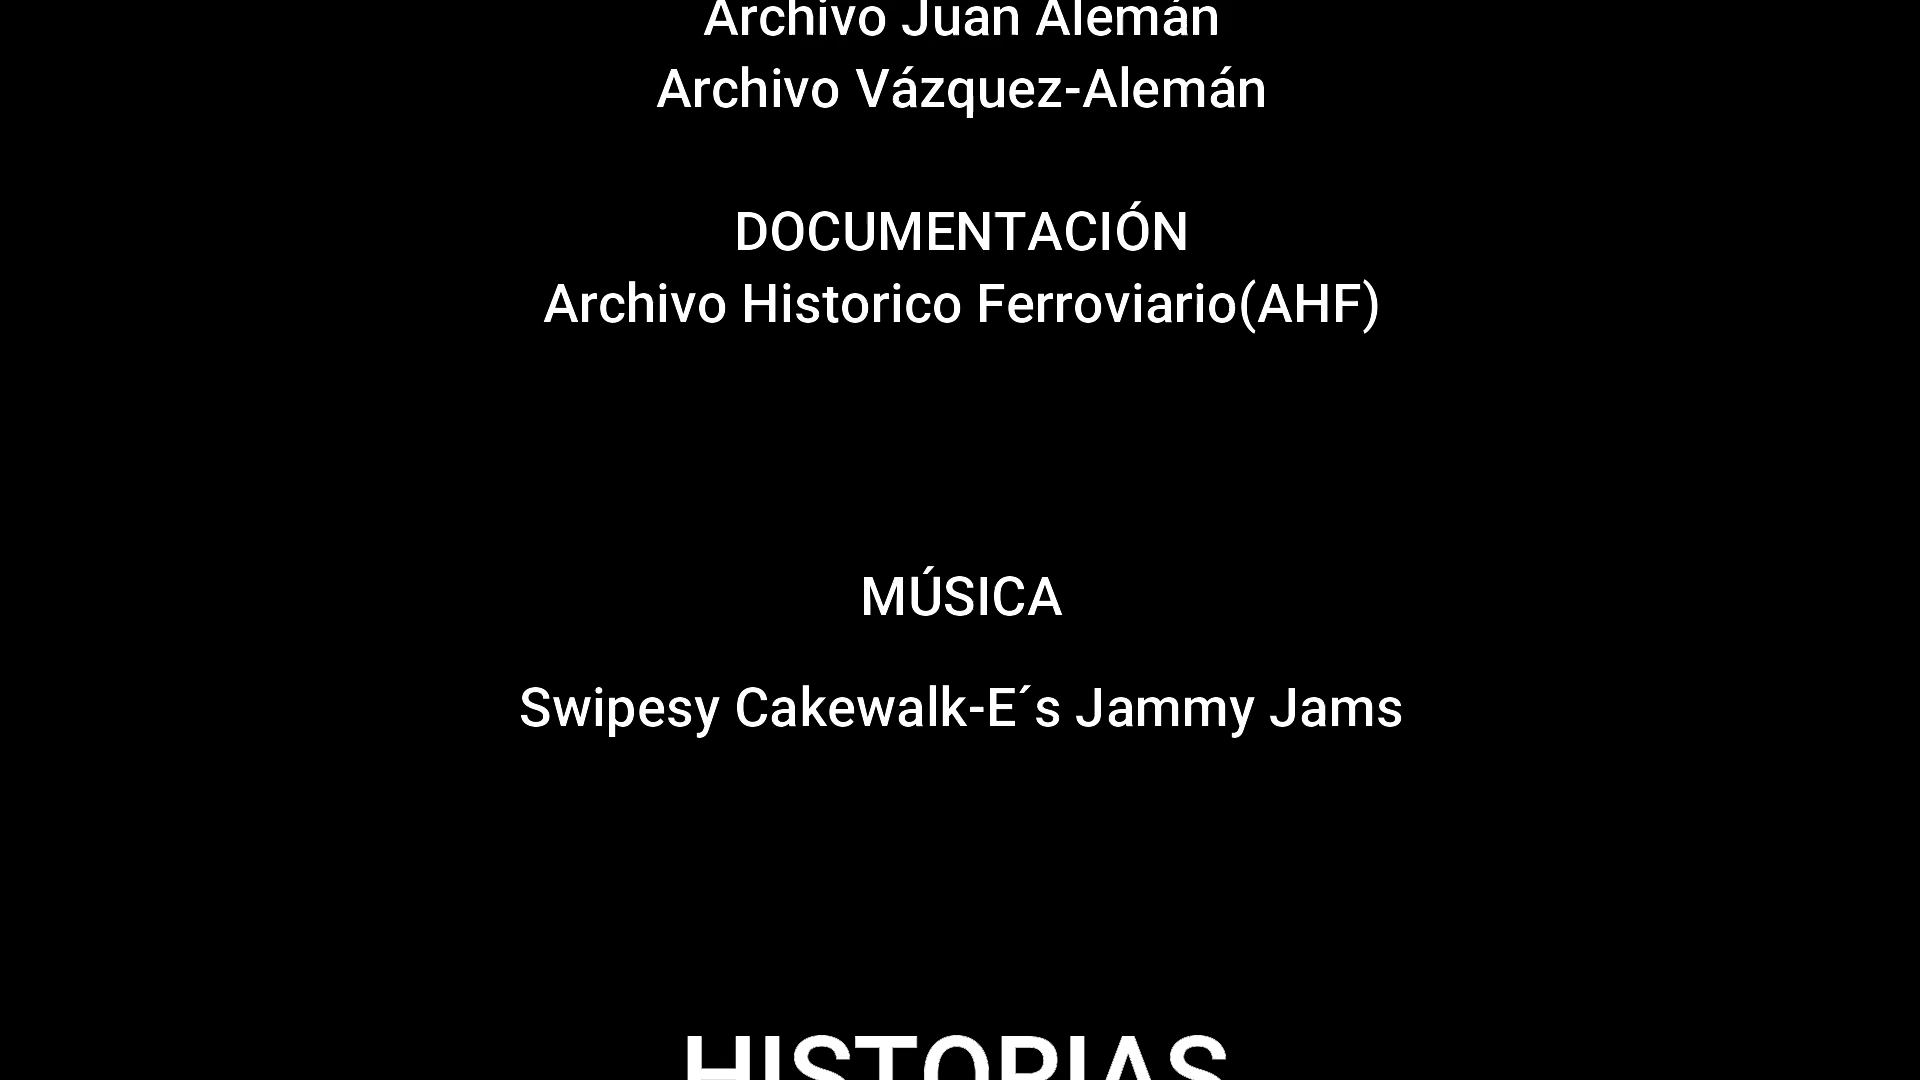 Archivo Juan Alemán
Archivo Vázquez-Alemán
DOCUMENTACIÓN
Archivo Historico Ferroviario(AHF)
MÚSICA
Swipesy Cakewalk-E´s Jammy Jams
HISTORIAS